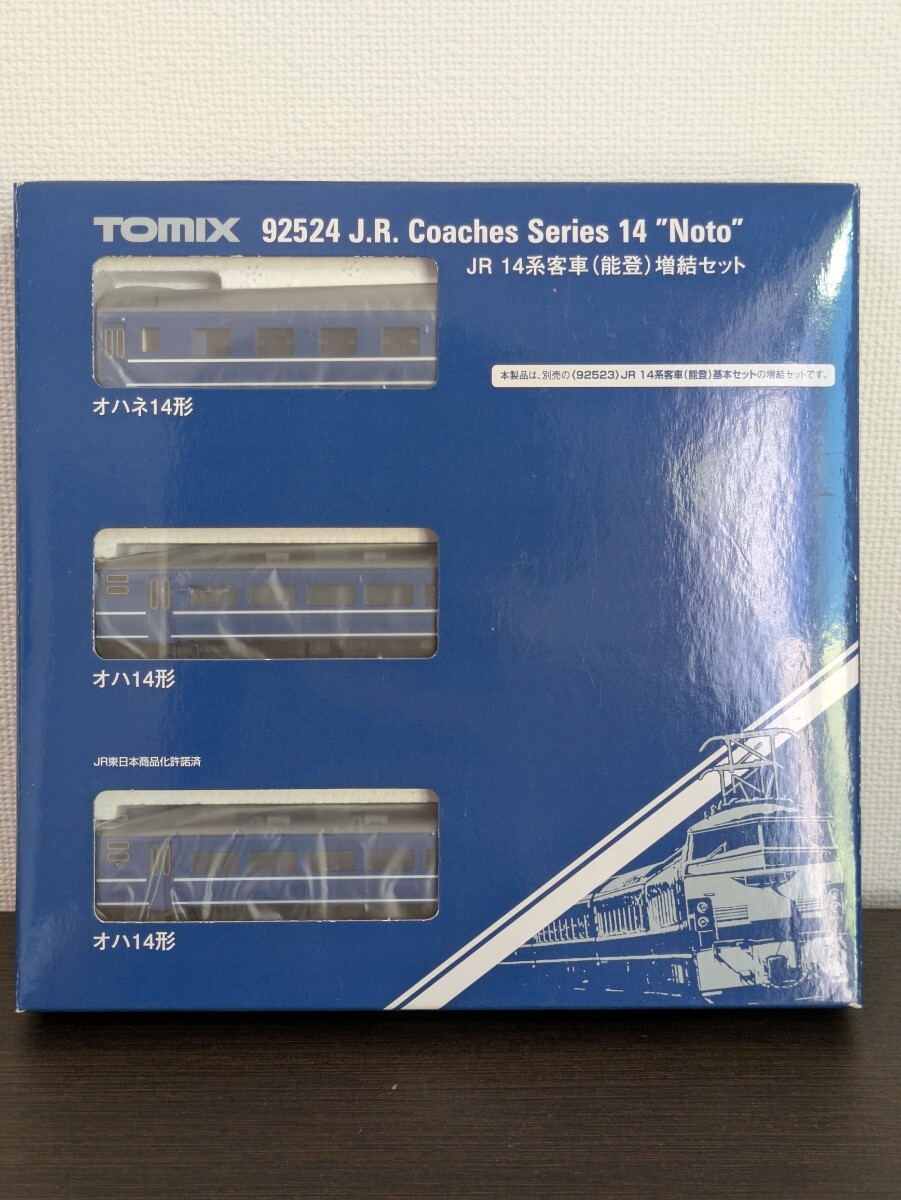 TOMIX 92524 J.R. Coaches Series 14 "Noto"
JR 14系客車(能登)増結セット
本製品は、別売の〈92523〉JR 14系客車(能登)基本セットの増結セットです。
オハネ14形
オハ14形
JR東日本商品化許諾済
オハ14形